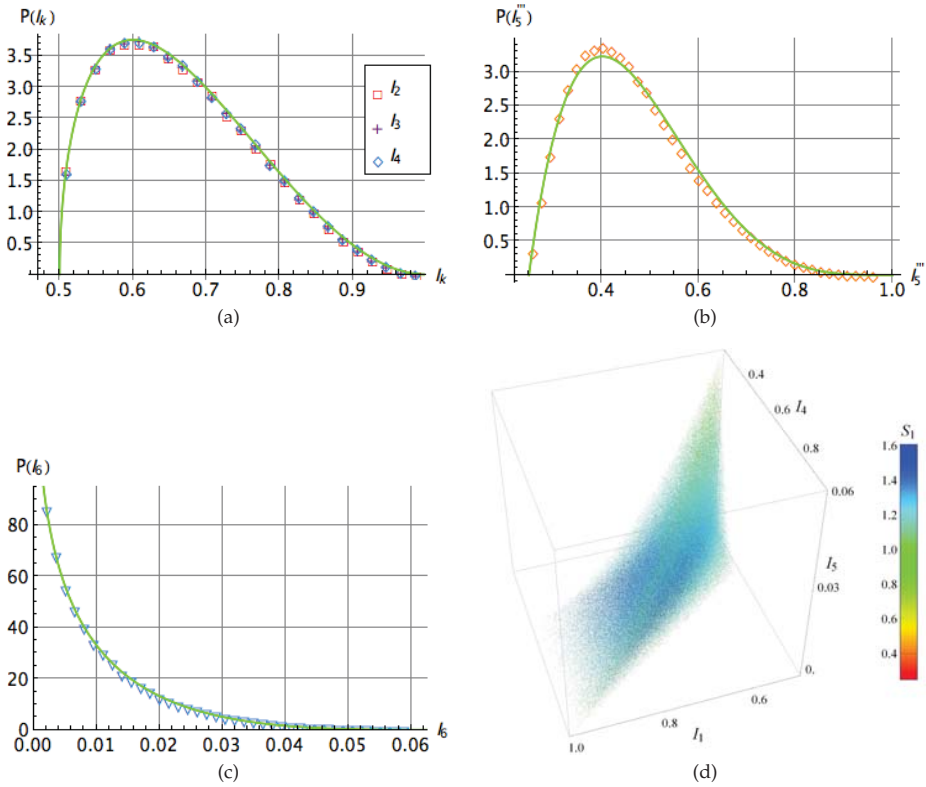 P(I_k)
3.5
3.0
2.5
2.0
1.5
1.0
0.5
0.5 0.6 0.7 0.8 0.9 I_k
I_2
I_3
I_4
(a)
P(I_5''')
3.0
2.5
2.0
1.5
1.0
0.5
0.4 0.6 0.8 1.0 I_5'''
(b)
P(I_6)
80
60
40
20
0
0.00 0.01 0.02 0.03 0.04 0.05 0.06 I_6
(c)
0.4
0.6 I_4
0.8
0.06
I_5
0.03
0.
0.6
0.8
I_1
1.0
S_1
1.6
1.4
1.2
1.0
0.8
0.6
0.4
(d)